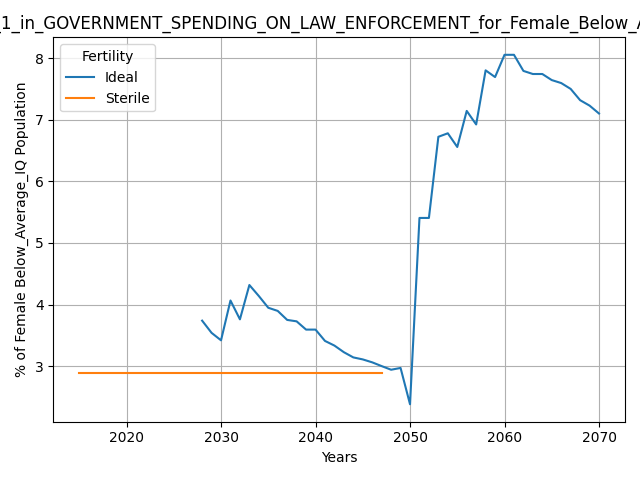 _1_in_GOVERNMENT_SPENDING_ON_LAW_ENFORCEMENT_for_Female_Below_
Fertility
Ideal
Sterile
% of Female Below_Average_IQ Population
8
7
6
5
4
3
2020 2030 2040 2050 2060 2070
Years